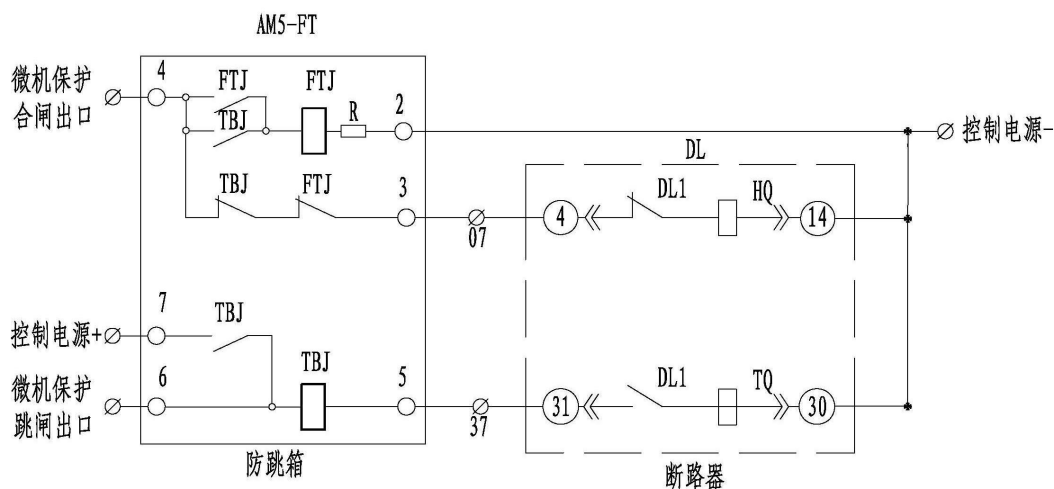 AM5-FT
微机保护
合闸出口
4
FTJ
FTJ
TBJ
R
2
控制电源-
DL
TBJ
FTJ
3
07
4
DL1
HQ
14
7
控制电源+
TBJ
TBJ
微机保护
跳闸出口
6
5
37
31
DL1
TQ
30
防跳箱
断路器